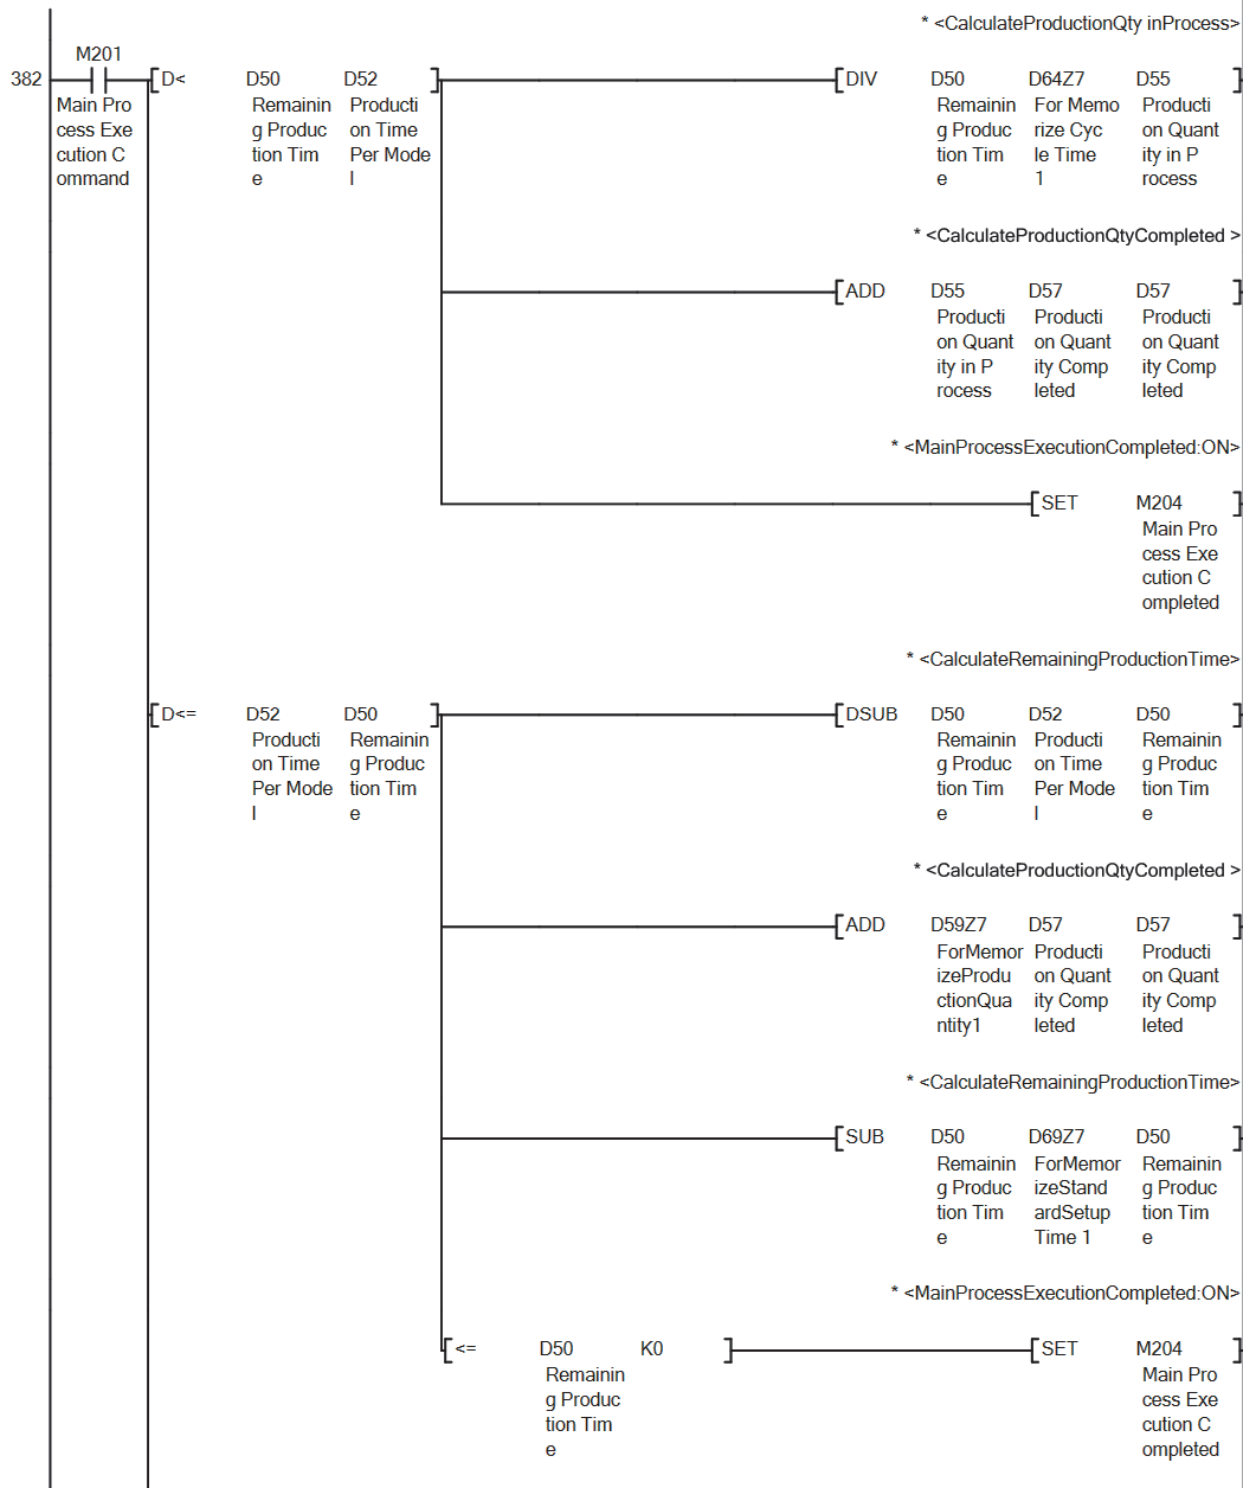 * <CalculateProductionQty inProcess>
M201
382 [D< D50 D52 ] [DIV D50 D64Z7 D55 ]
Main Pro Remainin Producti Remainin For Memo Producti
cess Exe g Produc on Time g Produc rize Cyc on Quant
cution C tion Tim Per Mode tion Tim le Time ity in P
ommand e l e 1 rocess
* <CalculateProductionQtyCompleted >
[ADD D55 D57 D57 ]
Producti Producti Producti
on Quant on Quant on Quant
ity in P ity Comp ity Comp
rocess leted leted
* <MainProcessExecutionCompleted:ON>
[SET M204 ]
Main Pro
cess Exe
cution C
ompleted
* <CalculateRemainingProductionTime>
[D<= D52 D50 ] [DSUB D50 D52 D50 ]
Producti Remainin Remainin Producti Remainin
on Time g Produc g Produc on Time g Produc
Per Mode tion Tim tion Tim Per Mode tion Tim
l e e l e
* <CalculateProductionQtyCompleted >
[ADD D59Z7 D57 D57 ]
ForMemor Producti Producti
izeProdu on Quant on Quant
ctionQua ity Comp ity Comp
ntity1 leted leted
* <CalculateRemainingProductionTime>
[SUB D50 D69Z7 D50 ]
Remainin ForMemor Remainin
g Produc izeStand g Produc
tion Tim ardSetup tion Tim
e Time 1 e
* <MainProcessExecutionCompleted:ON>
[<= D50 K0 ] [SET M204 ]
Remainin Main Pro
g Produc cess Exe
tion Tim cution C
e ompleted